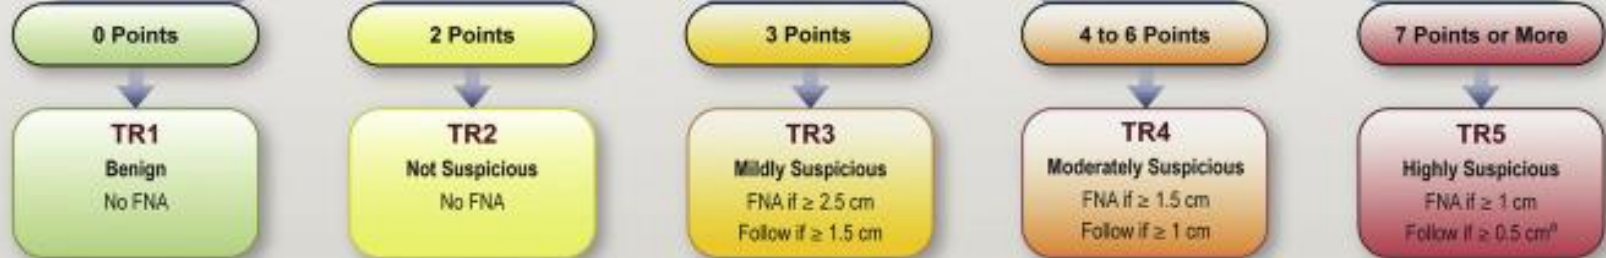 0 Points
2 Points
3 Points
4 to 6 Points
7 Points or More
TR1
Benign
No FNA
TR2
Not Suspicious
No FNA
TR3
Mildly Suspicious
FNA if ≥ 2.5 cm
Follow if ≥ 1.5 cm
TR4
Moderately Suspicious
FNA if ≥ 1.5 cm
Follow if ≥ 1 cm
TR5
Highly Suspicious
FNA if ≥ 1 cm
Follow if ≥ 0.5 cm